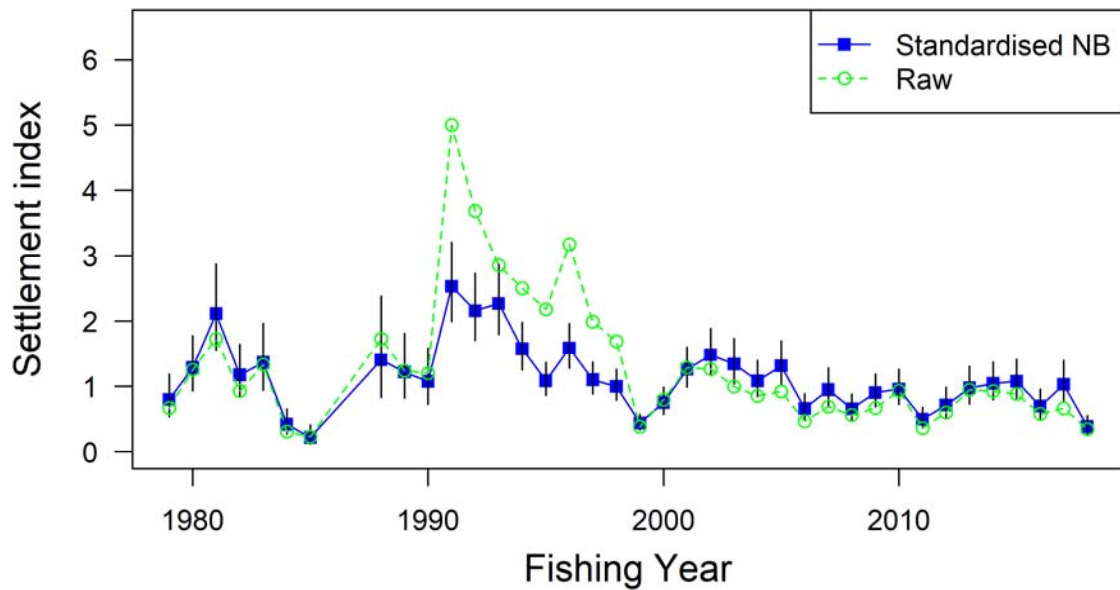 Standardised NB
Raw
Settlement index
6
5
4
3
2
1
0
1980 1990 2000 2010
Fishing Year